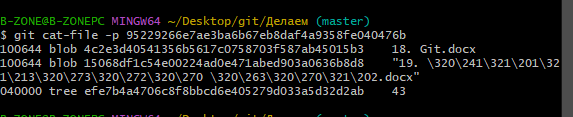 B-ZONE@B-ZONEPC MINGW64 ~/Desktop/git/Делаем (master)
$ git cat-file -p 95229266e7ae3ba6b67eb8daf4a9358fe040476b
100644 blob 4c2e3d40541356b5617c0758703f587ab45015b3    18. Git.docx
100644 blob 15068df1c54e00224ad0e471abed903a0636b8d8    "19. \320\241\321\201\32
1\213\320\273\320\272\320\270 \320\263\320\270\321\202.docx"
040000 tree efe7b4a4706c8f8bbcd6e405279d033a5d32d2ab    43